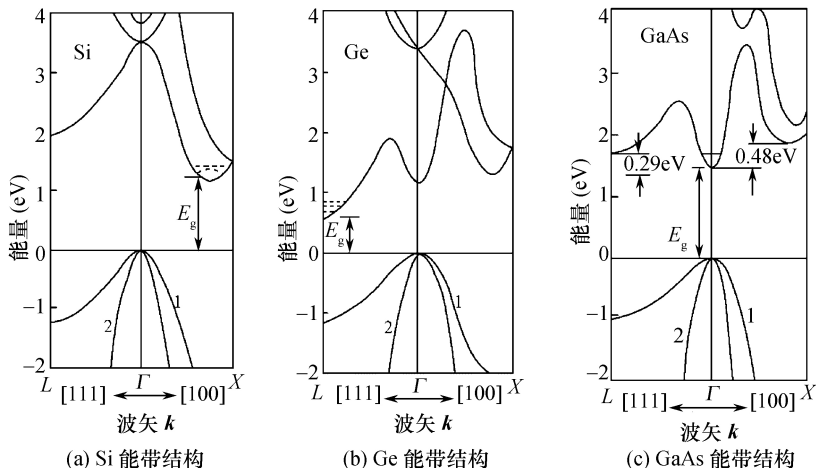 4
3
2
1
0
−1
−2
能量 (eV)
Si
E_g
1
2
L
Γ
X
[111]
[100]
波矢 k
(a) Si 能带结构
4
3
2
1
0
−1
−2
能量 (eV)
Ge
E_g
1
2
L
Γ
X
[111]
[100]
波矢 k
(b) Ge 能带结构
4
3
2
1
0
−1
−2
能量 (eV)
GaAs
0.29eV
0.48eV
E_g
1
2
L
Γ
X
[111]
[100]
波矢 k
(c) GaAs 能带结构